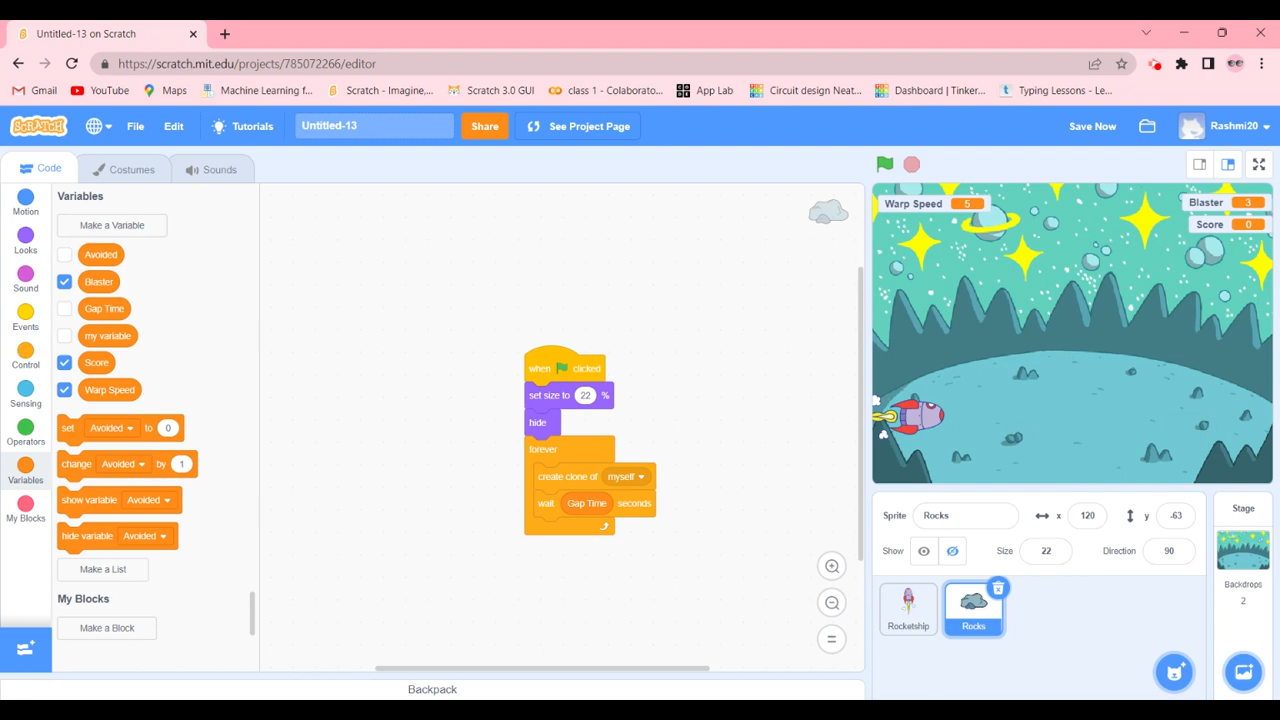 Untitled-13 on Scratch
https://scratch.mit.edu/projects/785072266/editor
Gmail YouTube Maps Machine Learning f... Scratch - Imagine,... Scratch 3.0 GUI class 1 - Colaborato... App Lab Circuit design Neat... Dashboard | Tinker... Typing Lessons - Le...
SCRATCH File Edit Tutorials Untitled-13 Share See Project Page Save Now Rashmi20
Code Costumes Sounds
Motion
Looks
Sound
Events
Control
Sensing
Operators
Variables
My Blocks
Variables
Make a Variable
Avoided
Blaster
Gap Time
my variable
Score
Warp Speed
set Avoided to 0
change Avoided by 1
show variable Avoided
hide variable Avoided
Make a List
My Blocks
Make a Block
when clicked
set size to 22 %
hide
forever
create clone of myself
wait Gap Time seconds
Backpack
Warp Speed 5
Blaster 3
Score 0
Sprite Rocks x 120 y -63
Show Size 22 Direction 90
Rocketship
Rocks
Stage
Backdrops
2